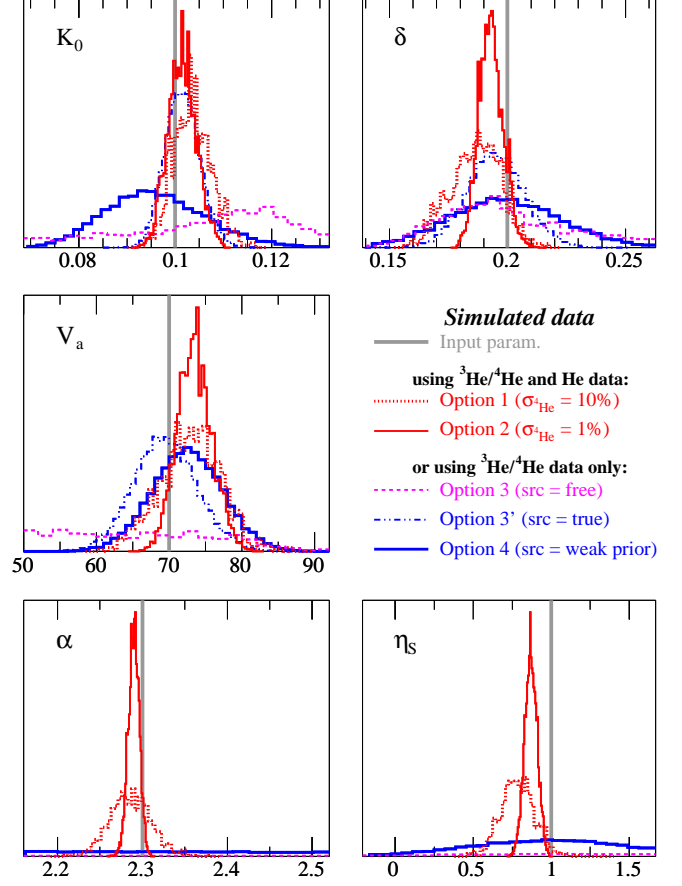 K₀
δ
0.08 0.1 0.12
0.15 0.2 0.25
Vₐ
50 60 70 80 90
Simulated data
Input param.
using ³He/⁴He and He data:
Option 1 (σ⁴He = 10%)
Option 2 (σ⁴He = 1%)
or using ³He/⁴He data only:
Option 3 (src = free)
Option 3’ (src = true)
Option 4 (src = weak prior)
α
η_S
2.2 2.3 2.4 2.5
0 0.5 1 1.5